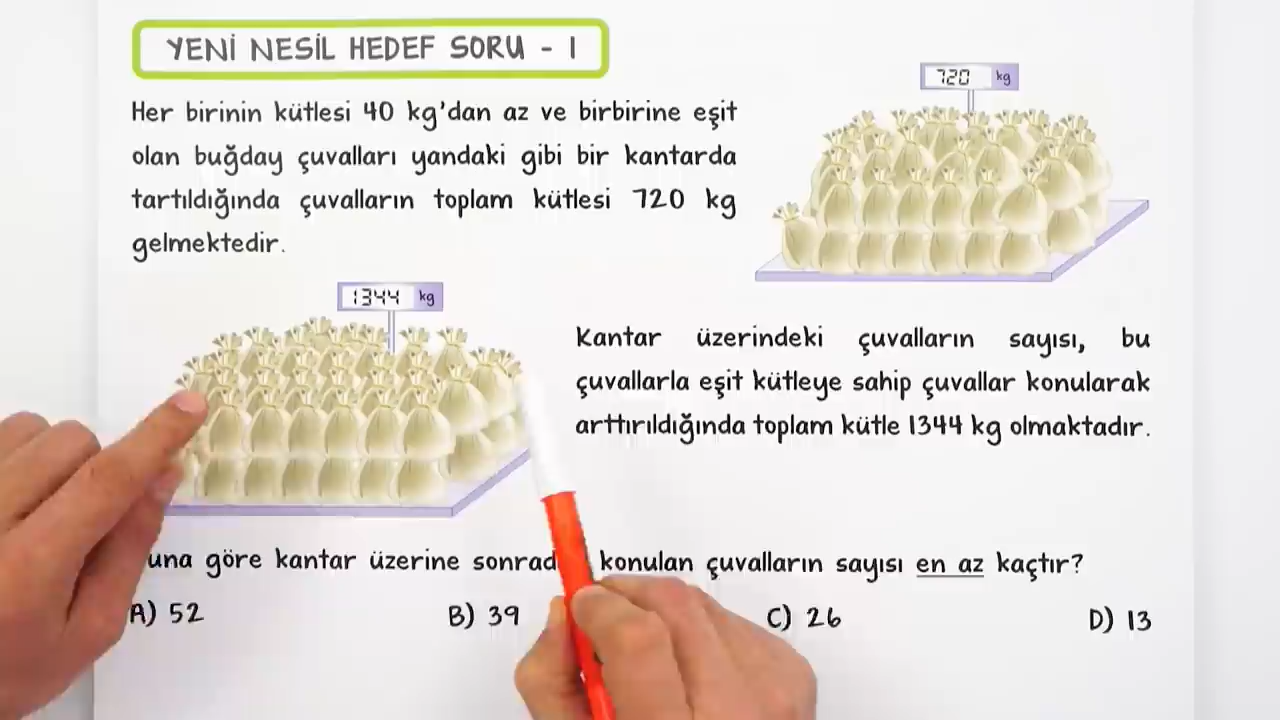 YENİ NESİL HEDEF SORU - 1
720 kg
Her birinin kütlesi 40 kg'dan az ve birbirine eşit
olan buğday çuvalları yandaki gibi bir kantarda
tartıldığında çuvalların toplam kütlesi 720 kg
gelmektedir.
1344 kg
Kantar üzerindeki çuvalların sayısı, bu
çuvallarla eşit kütleye sahip çuvallar konularak
arttırıldığında toplam kütle 1344 kg olmaktadır.
una göre kantar üzerine sonrad konulan çuvalların sayısı en az kaçtır?
A) 52
B) 39
C) 26
D) 13